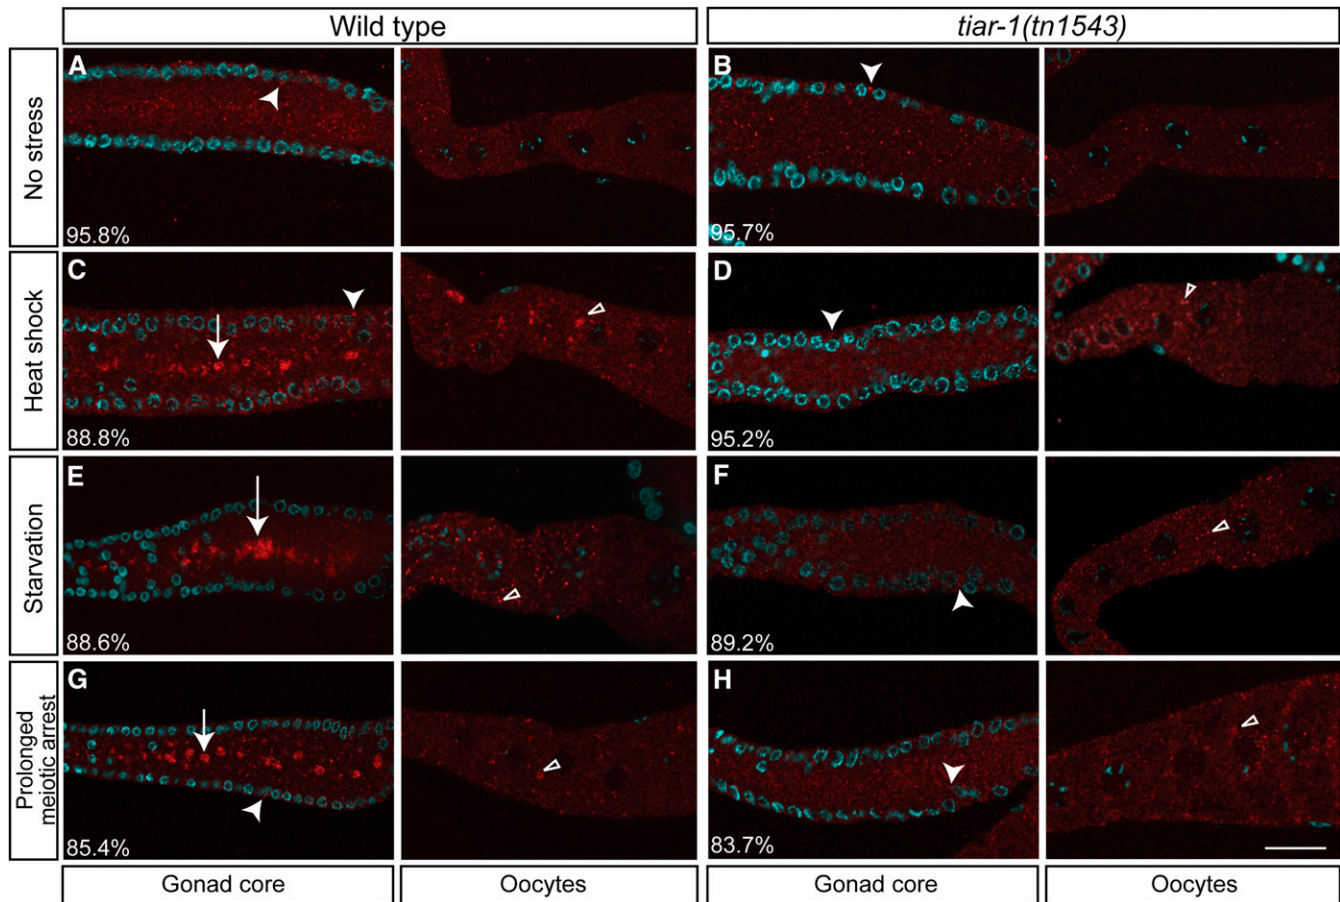 Wild type
tiar-1(tn1543)
No stress
A
95.8%
B
95.7%
Heat shock
C
88.8%
D
95.2%
Starvation
E
88.6%
F
89.2%
Prolonged
meiotic arrest
G
85.4%
H
83.7%
Gonad core
Oocytes
Gonad core
Oocytes